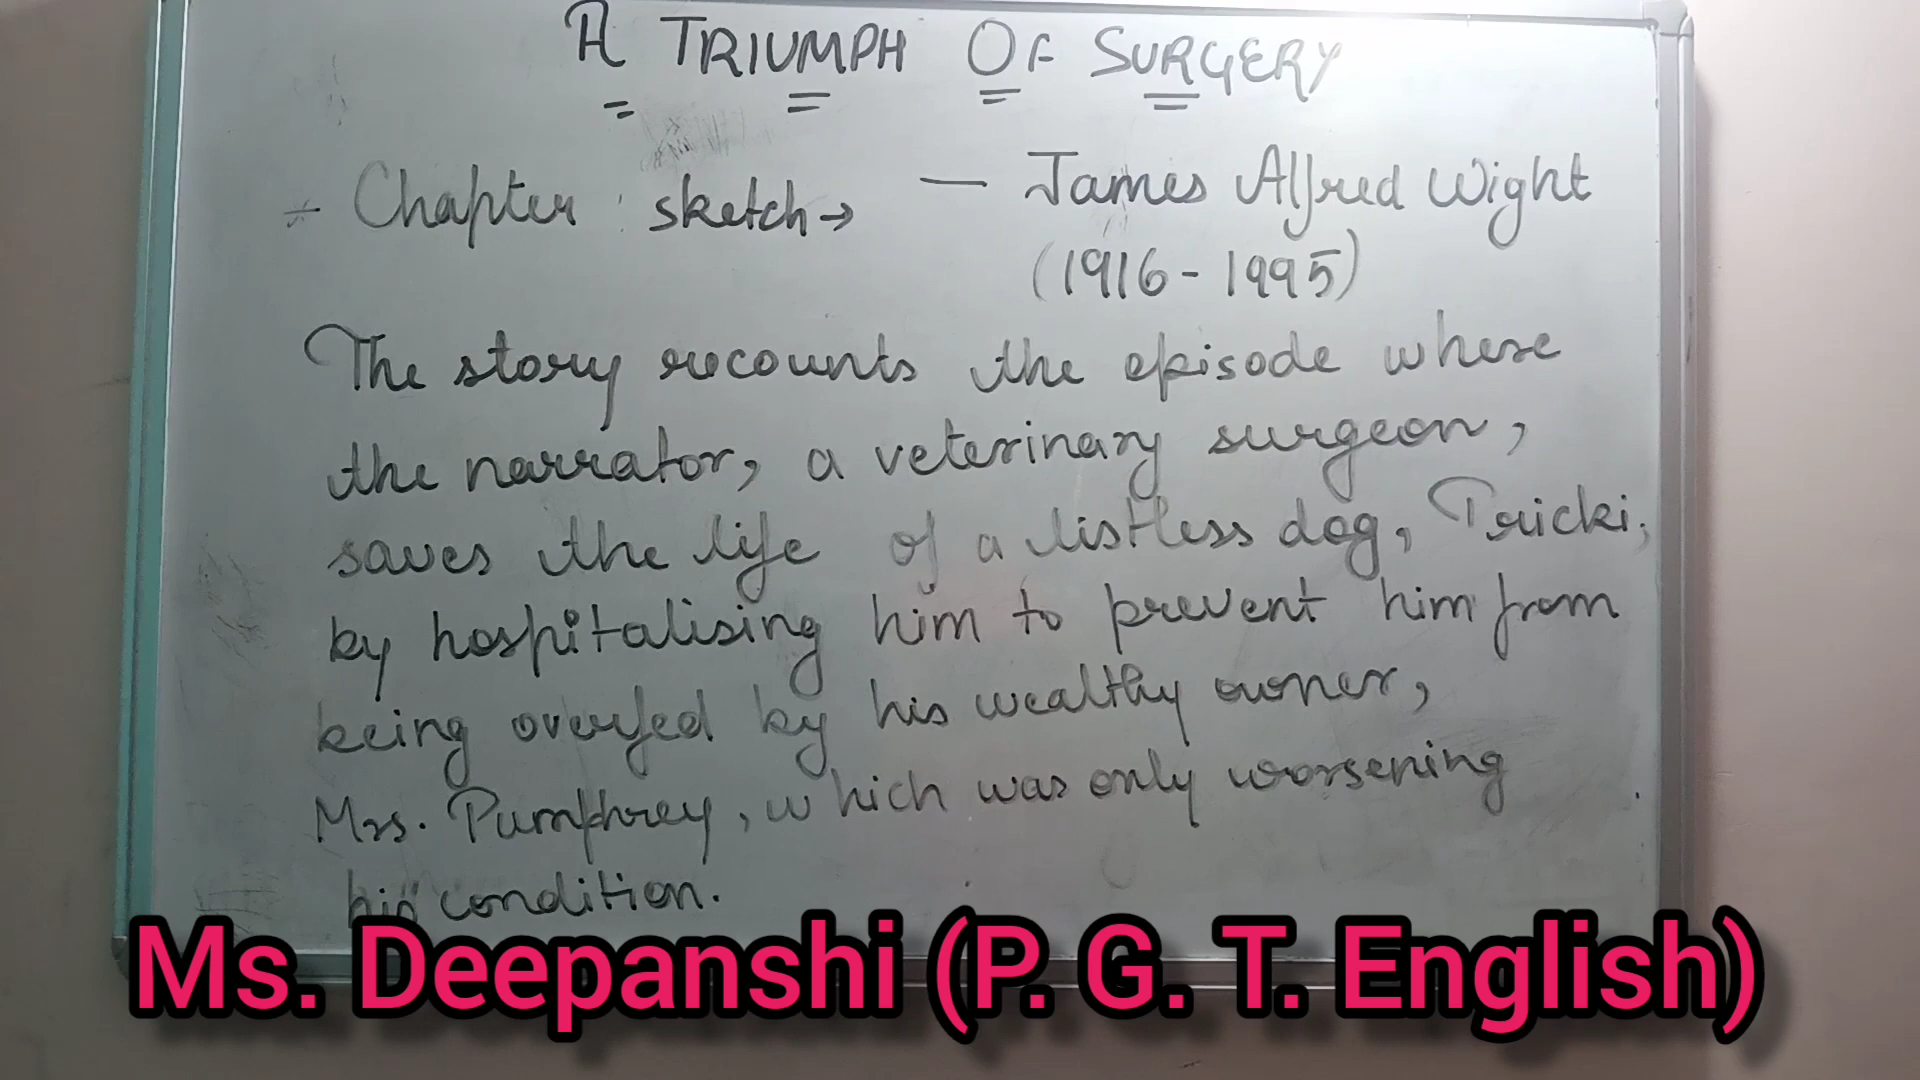 A TRIUMPH OF SURGERY
Chapter sketch → — James Alfred Wight
(1916-1995)
The story recounts the episode where
the narrator, a veterinary surgeon,
saves the life of a listless dog, Tricki,
by hospitalising him to prevent him from
being overfed by his wealthy owner,
Mrs. Pumphrey, which was only worsening
his condition.
Ms. Deepanshi (P. G. T. English)